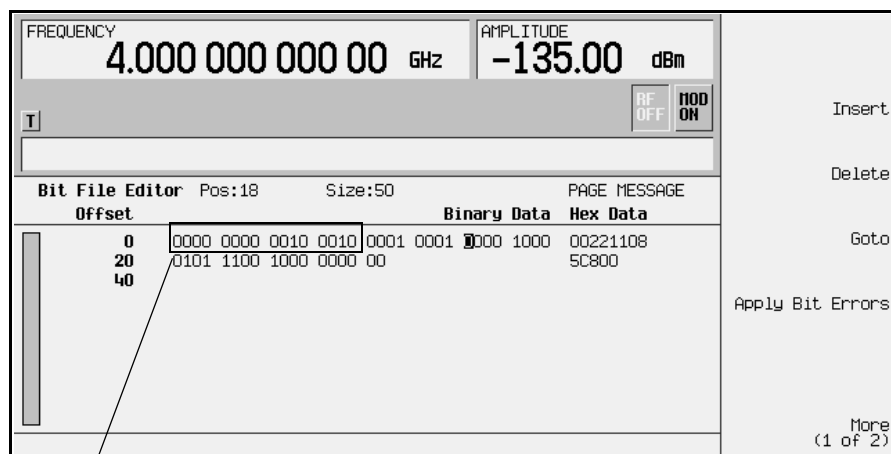 FREQUENCY
4.000 000 000 00 GHz
AMPLITUDE
-135.00 dBm
T
RF OFF
MOD ON
Bit File Editor Pos:18 Size:50 PAGE MESSAGE
Offset Binary Data Hex Data
0 0000 0000 0010 0010 0001 0001 0000 1000 00221108
20 0101 1100 1000 0000 00 5C800
40
Insert
Delete
Goto
Apply Bit Errors
More
(1 of 2)